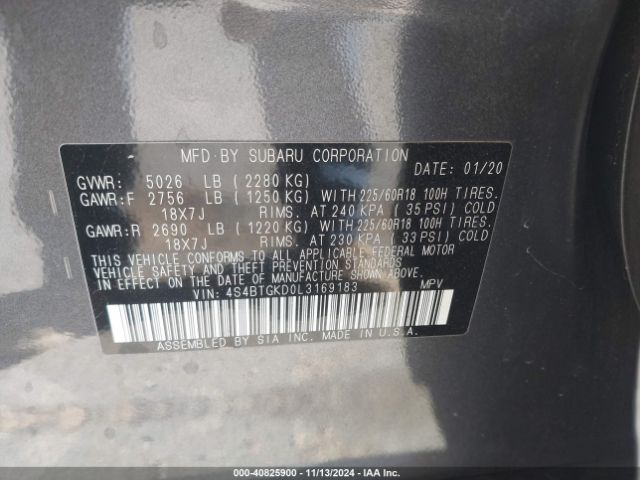 MFD·BY SUBARU CORPORATION
DATE: 01/20
GVWR: 5026 LB (2280 KG)
GAWR:F 2756 LB (1250 KG) WITH 225/60R18 100H TIRES.
18X7J RIMS. AT 240 KPA (35 PSI) COLD
GAWR:R 2690 LB (1220 KG) WITH 225/60R18 100H TIRES.
18X7J RIMS. AT 230 KPA (33 PSI) COLD
THIS VEHICLE CONFORMS TO ALL APPLICABLE FEDERAL MOTOR
VEHICLE SAFETY AND THEFT PREVENTION STANDARDS IN
EFFECT ON THE DATE OF MANUFACTURE SHOWN ABOVE.
VIN: 4S4BTGKD0L3169183 MPV
ASSEMBLED BY SIA INC. MADE IN U.S.A.
000-40825900 - 11/13/2024 - IAA Inc.